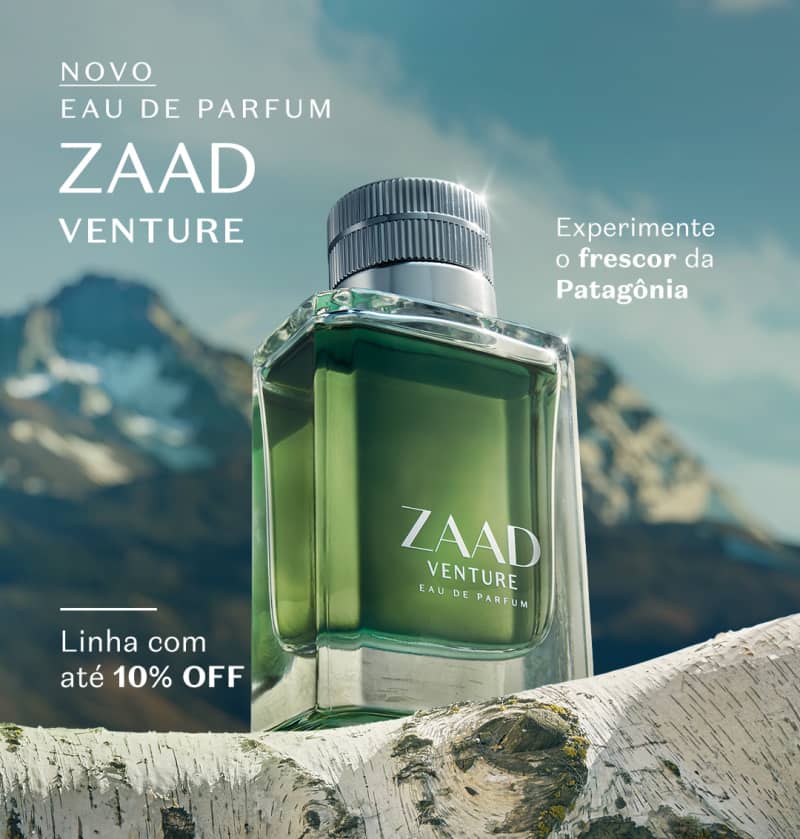 NOVO
EAU DE PARFUM
ZAAD
VENTURE
Experimente
o frescor da
Patagônia
ZAAD
VENTURE
EAU DE PARFUM
Linha com
até 10% OFF